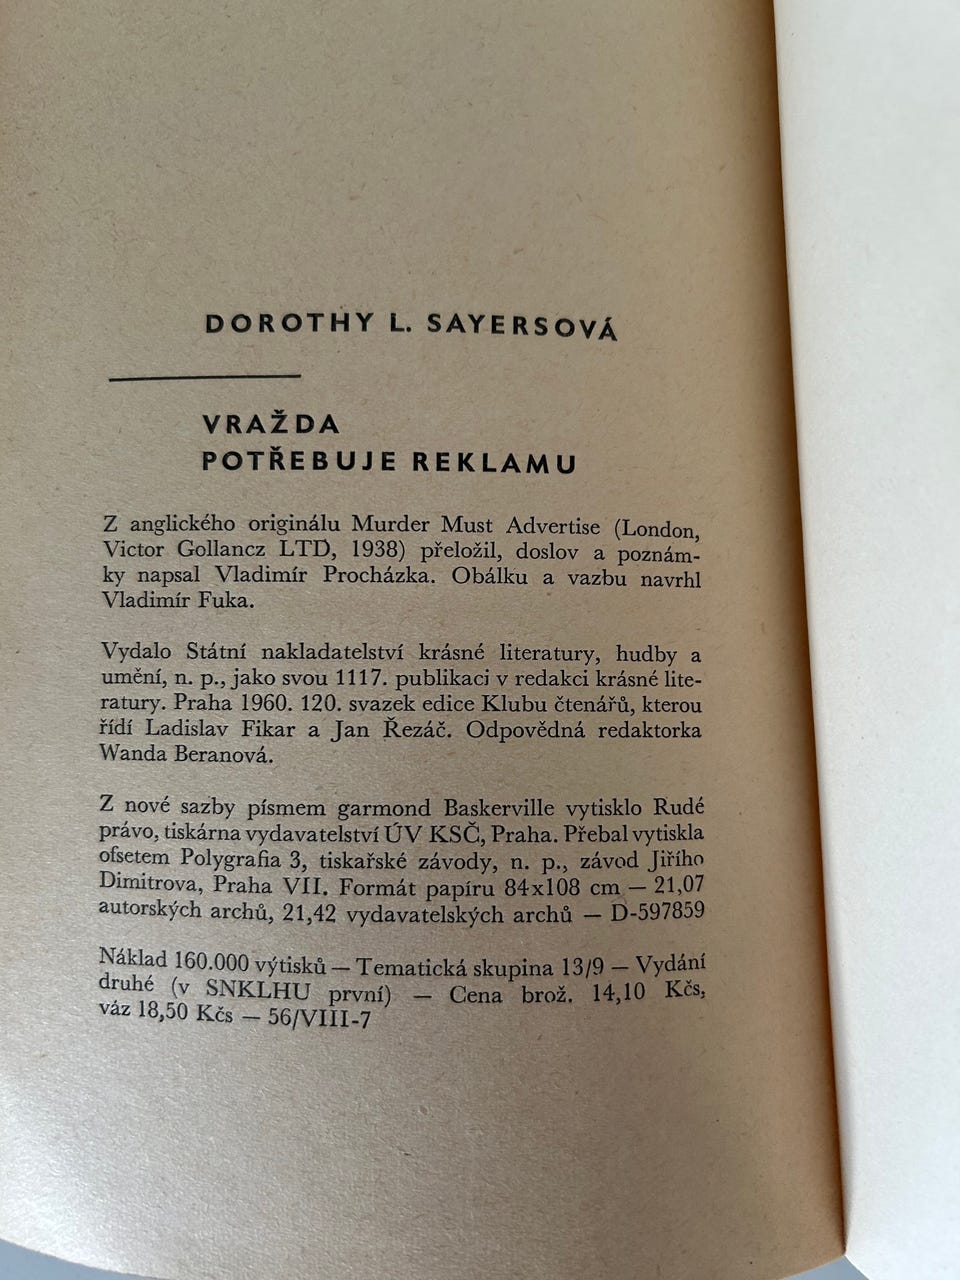 DOROTHY L. SAYERSOVÁ
VRAŽDA
POTŘEBUJE REKLAMU
Z anglického originálu Murder Must Advertise (London,
Victor Gollancz LTD, 1938) přeložil, doslov a poznám-
ky napsal Vladimír Procházka. Obálku a vazbu navrhl
Vladimír Fuka.
Vydalo Státní nakladatelství krásné literatury, hudby a
umění, n. p., jako svou 1117. publikaci v redakci krásné lite-
ratury. Praha 1960. 120. svazek edice Klubu čtenářů, kterou
řídí Ladislav Fikar a Jan Řezáč. Odpovědná redaktorka
Wanda Beranová.
Z nové sazby písmem garmond Baskerville vytisklo Rudé
právo, tiskárna vydavatelství ÚV KSČ, Praha. Přebal vytiskla
ofsetem Polygrafia 3, tiskařské závody, n. p., závod Jiřího
Dimitrova, Praha VII. Formát papíru 84x108 cm — 21,07
autorských archů, 21,42 vydavatelských archů — D-597859
Náklad 160.000 výtisků — Tematická skupina 13/9 — Vydání
druhé (v SNKLHU první) — Cena brož. 14,10 Kčs,
váz 18,50 Kčs — 56/VIII-7